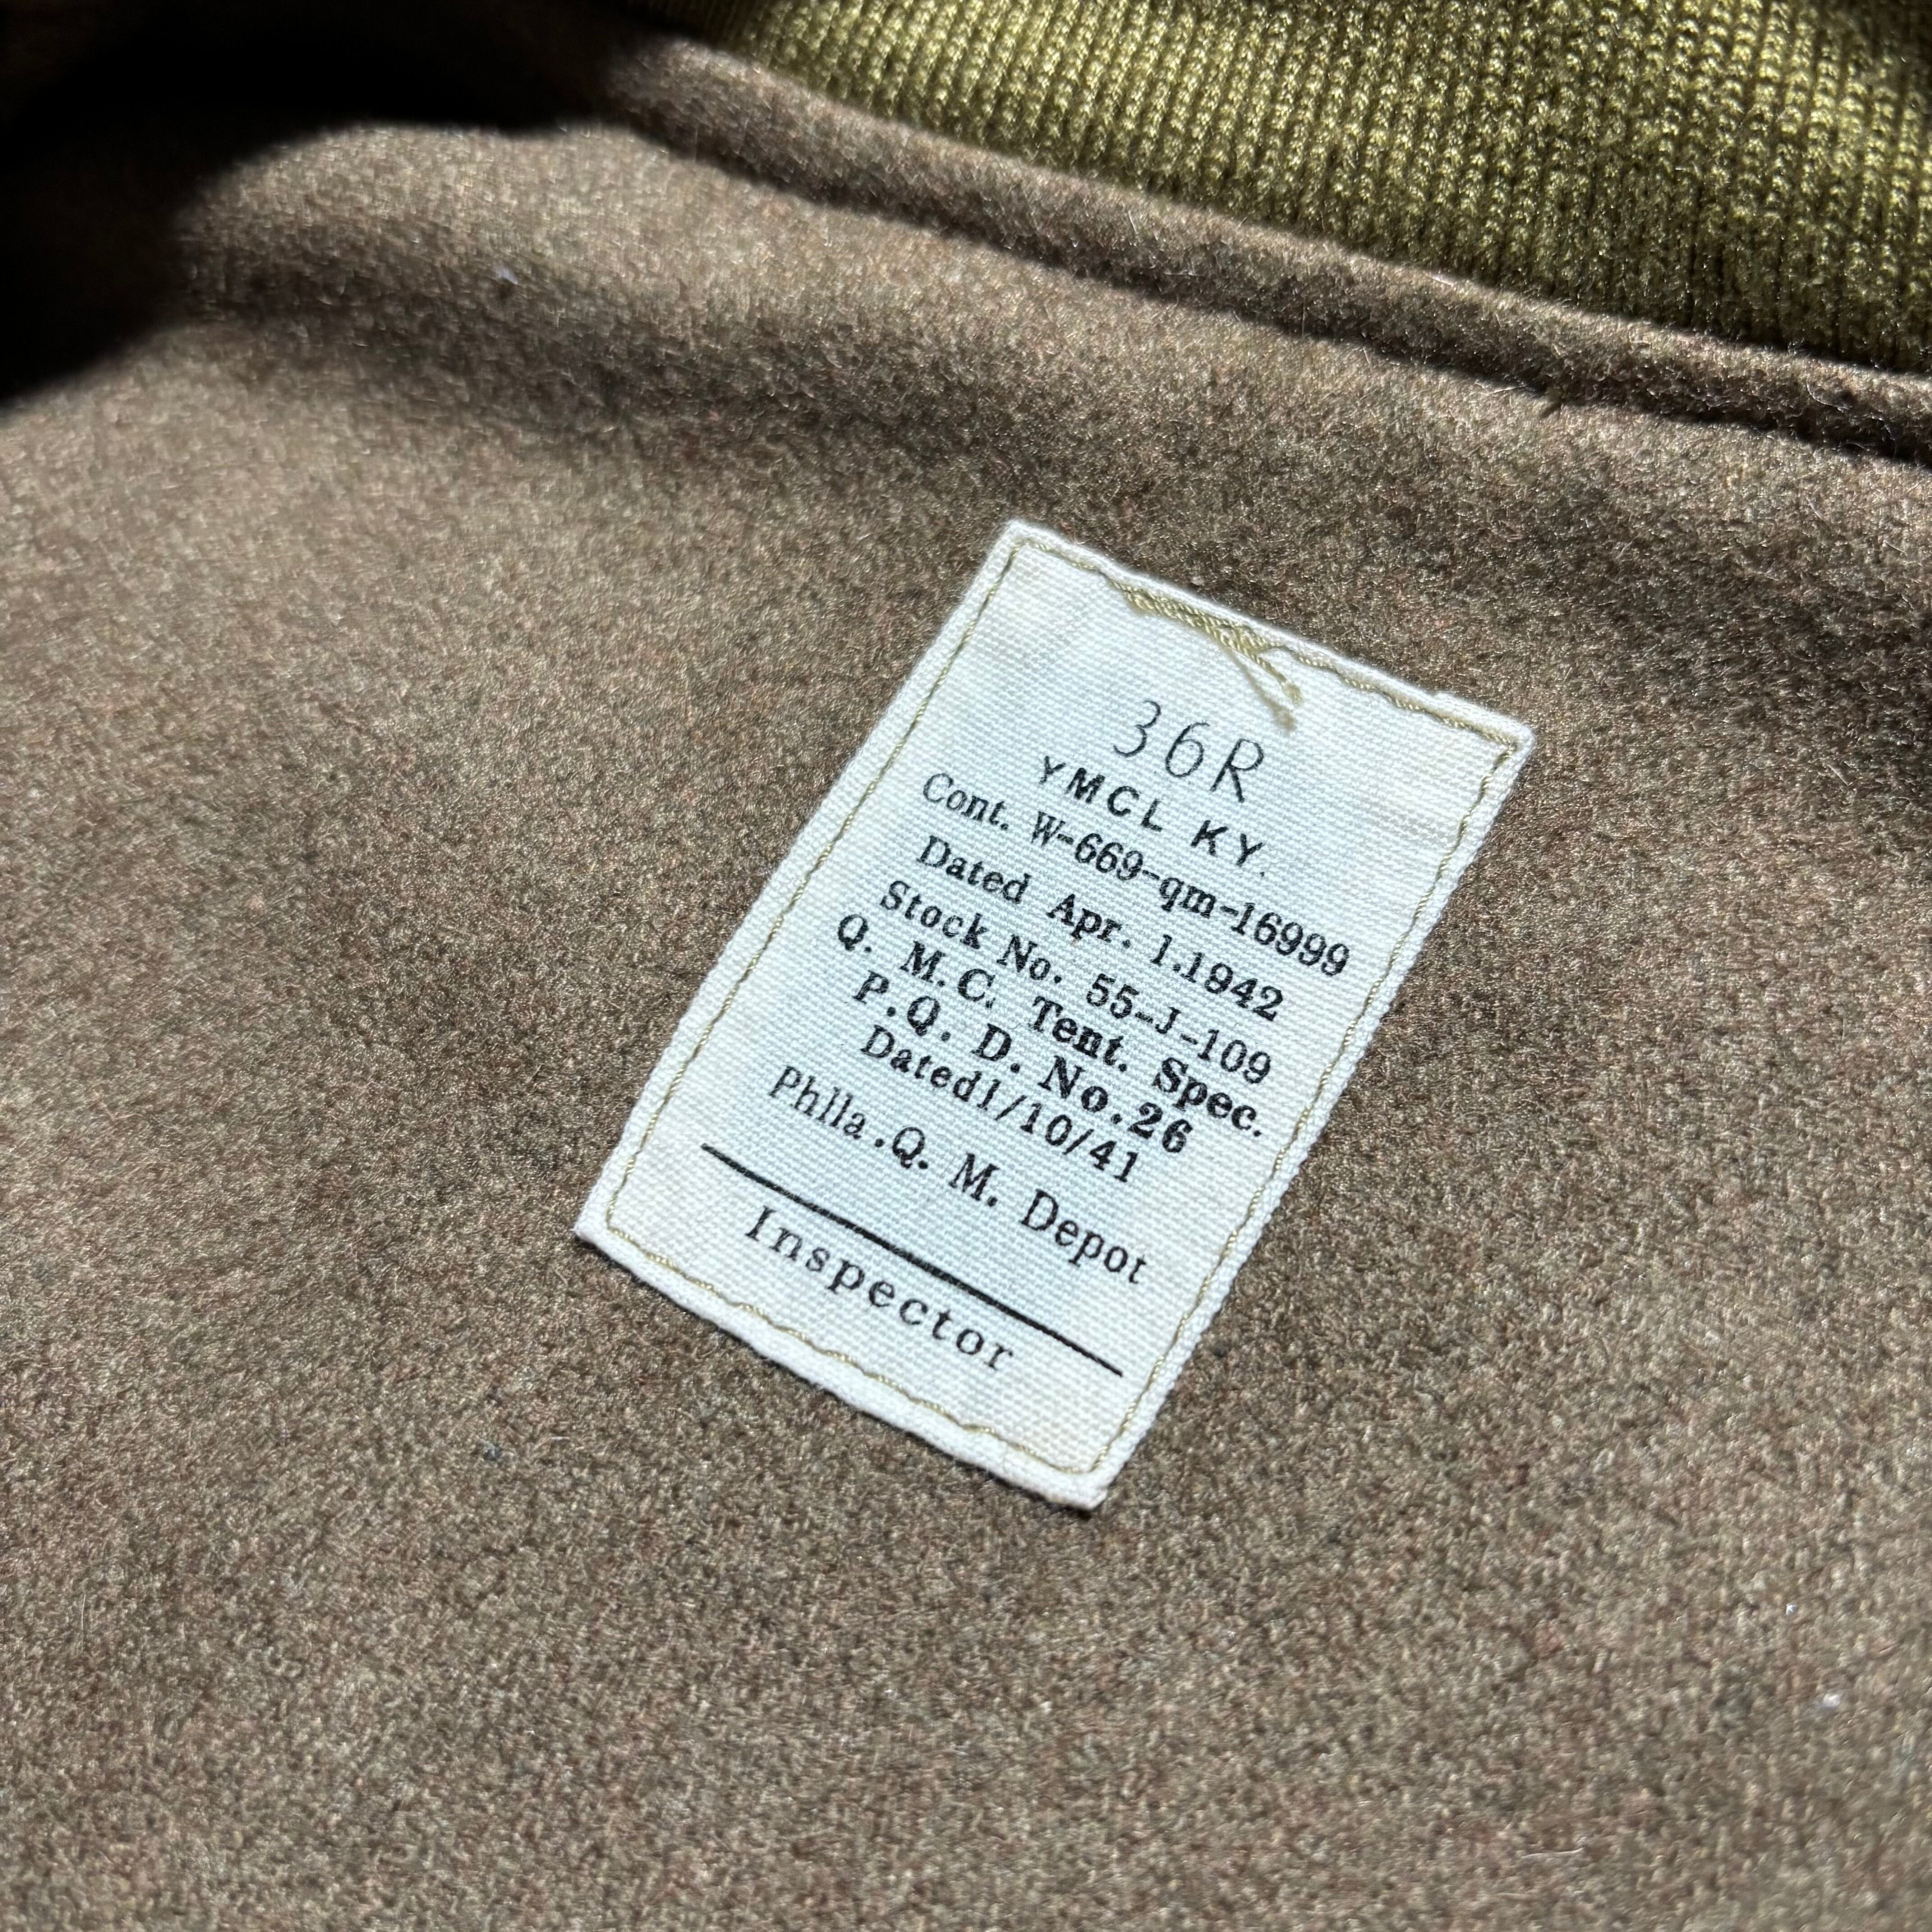 36R
YMCL KY.
Cont. W-669-qm-16999
Dated Apr. 1.1942
Stock No. 55-J-109
Q. M.C. Tent. Spec.
P.Q. D. No.26
Dated1/10/41
Phila.Q. M. Depot
Inspector